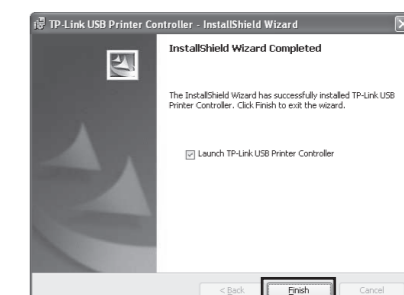 TP-Link USB Printer Controller - InstallShield Wizard
InstallShield Wizard Completed
The InstallShield Wizard has successfully installed TP-Link USB
Printer Controller. Click Finish to exit the wizard.
Launch TP-Link USB Printer Controller
< Back
Finish
Cancel